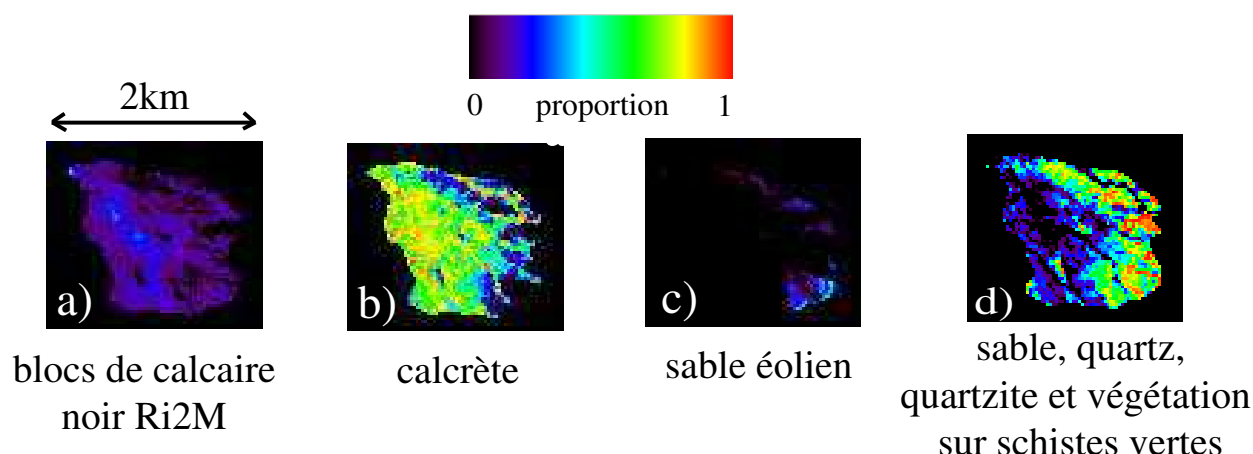 0 proportion 1
2km
a)
b)
c)
d)
blocs de calcaire
noir Ri2M
calcrète
sable éolien
sable, quartz,
quartzite et végétation
sur schistes vertes